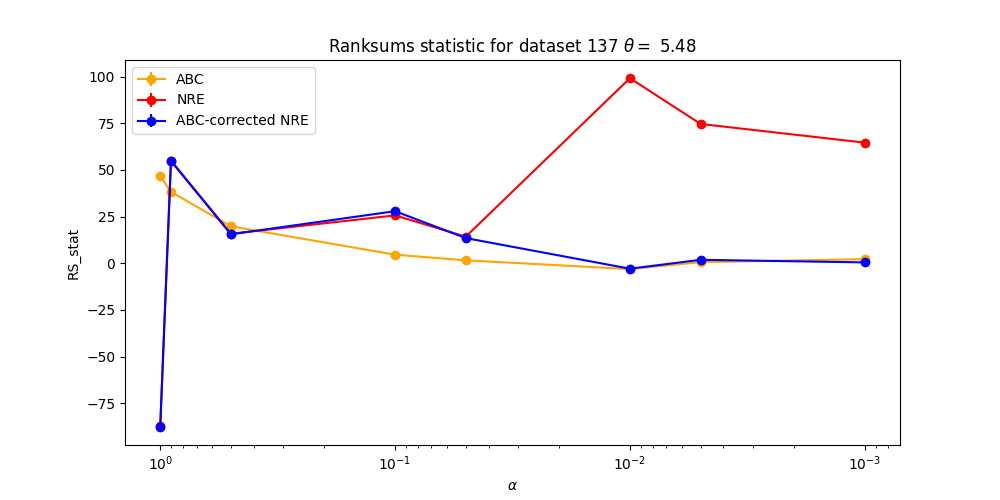 Ranksums statistic for dataset 137 θ = 5.48
ABC
NRE
ABC-corrected NRE
RS_stat
100
75
50
25
0
−25
−50
−75
10⁰
10⁻¹
10⁻²
10⁻³
α